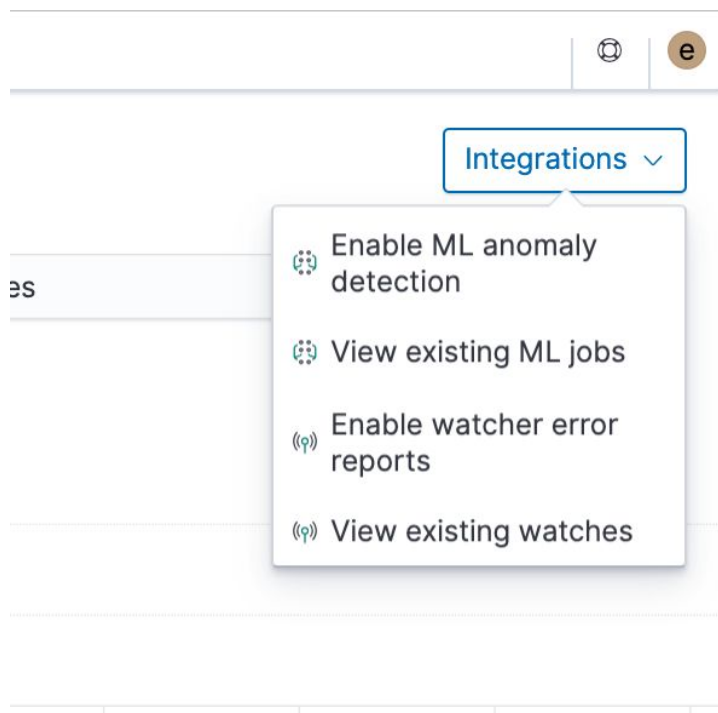 e
Integrations
Enable ML anomaly
detection
es
View existing ML jobs
Enable watcher error
reports
View existing watches